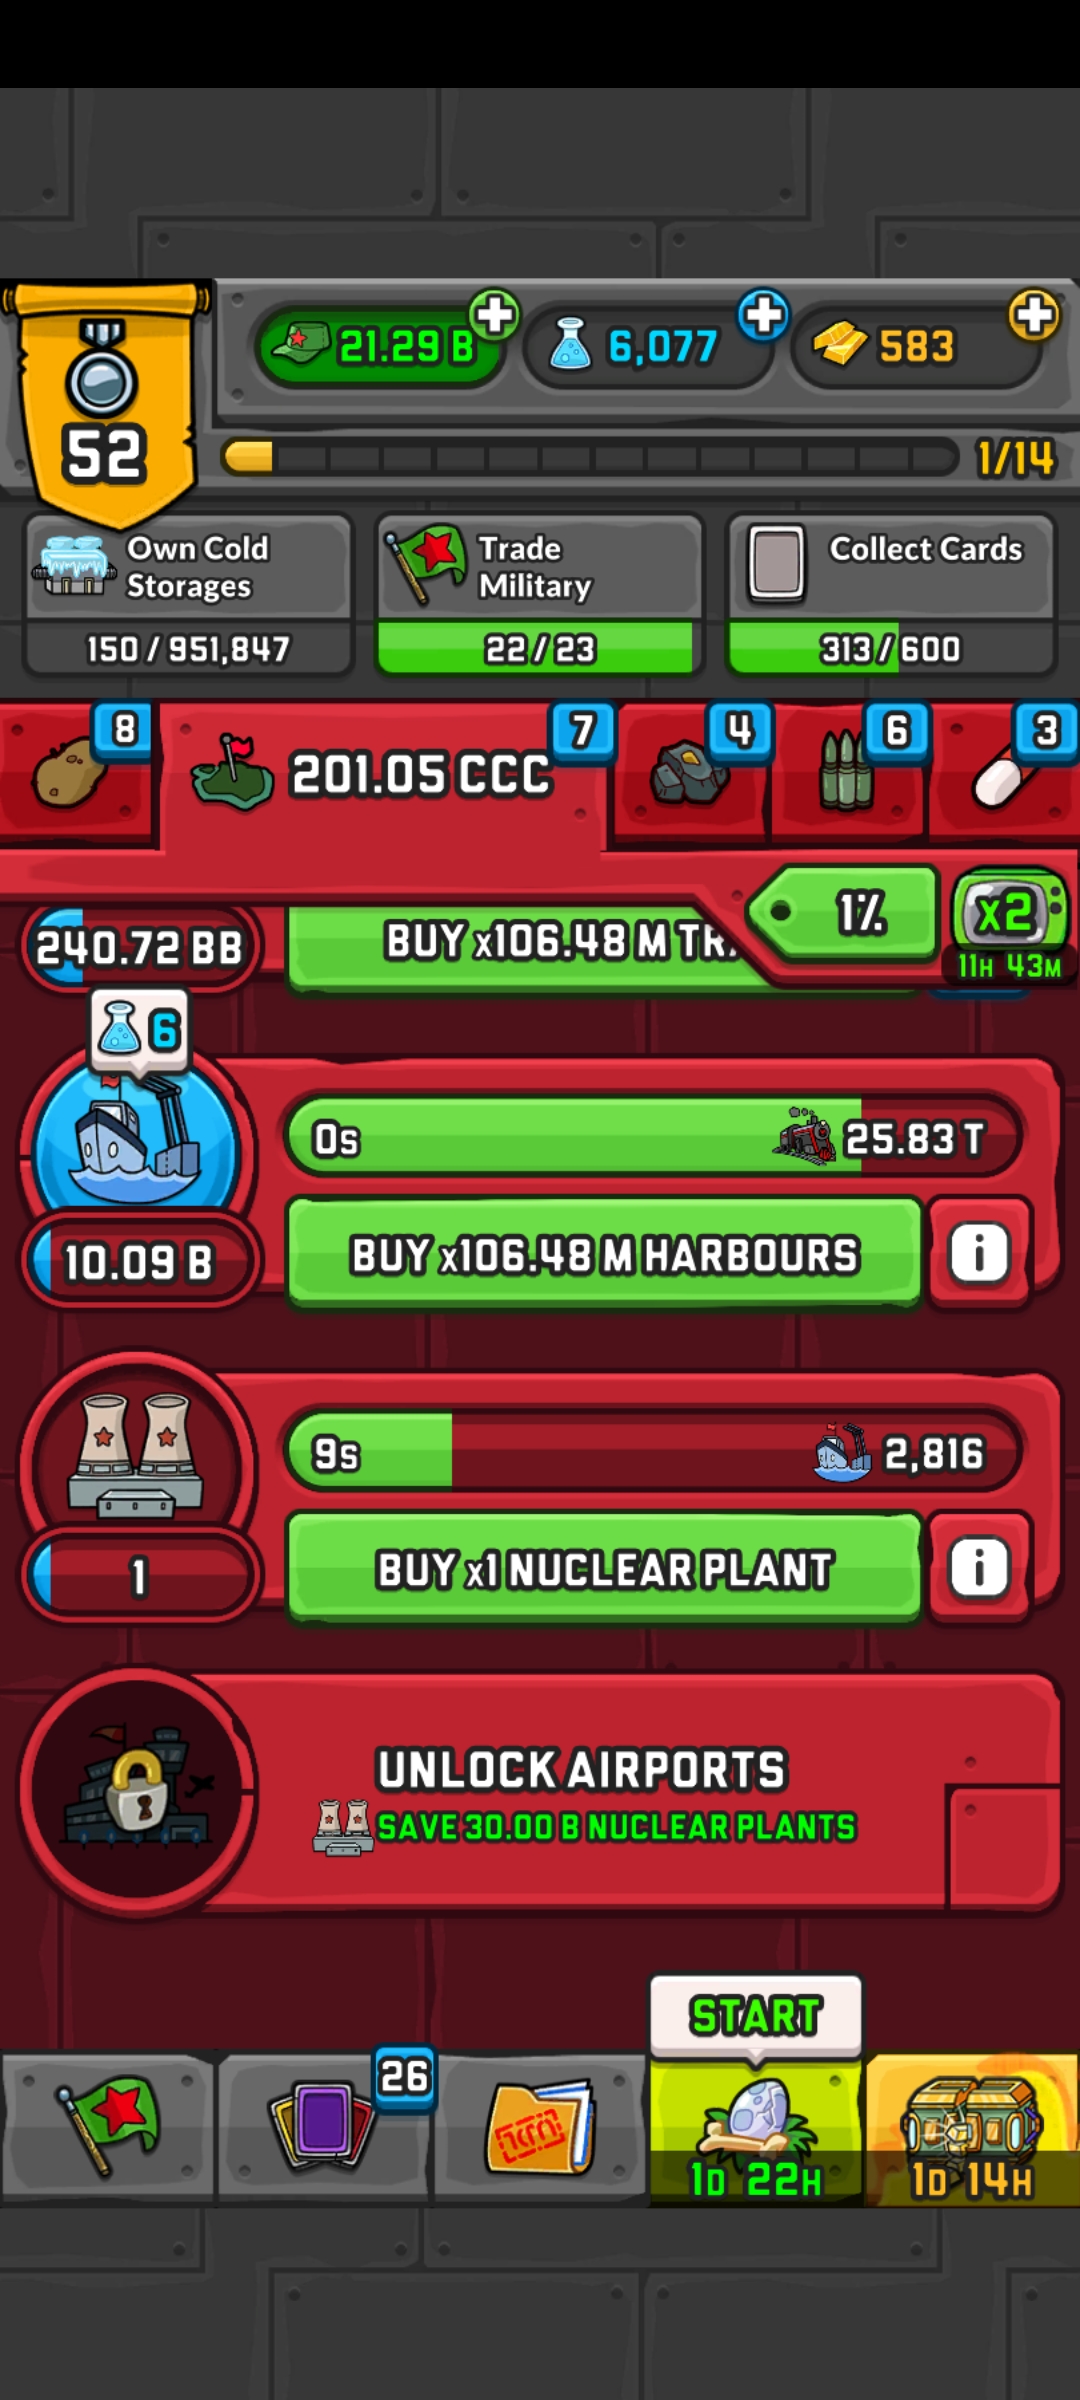 21.29 B
6,077
583
52
1/14
Own Cold
Storages
150 / 951,847
Trade
Military
22 / 23
Collect Cards
313 / 600
8
201.05 CCC
7
4
6
3
1%
x2
11H 43M
240.72 BB
BUY x106.48 M
6
0s
25.83 T
10.09 B
BUY x106.48 M HARBOURS
i
9s
2,816
1
BUY x1 NUCLEAR PLANT
i
UNLOCK AIRPORTS
SAVE 30.00 B NUCLEAR PLANTS
START
26
1D 22H
1D 14H